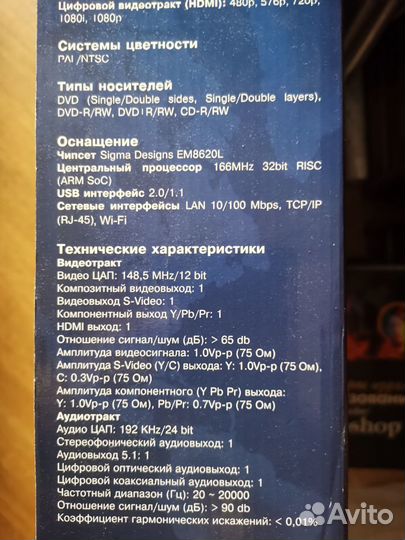 Цифровой видеотракт (HDMI): 480p, 576p, 720p,
1080i, 1080p
Системы цветности
PAL/NTSC
Типы носителей
DVD (Single/Double sides, Single/Double layers),
DVD-R/RW, DVD+R/RW, CD-R/RW
Оснащение
Чипсет Sigma Designs EM8620L
Центральный процессор 166MHz 32bit RISC
(ARM SoC)
USB интерфейс 2.0/1.1
Сетевые интерфейсы LAN 10/100 Mbps, TCP/IP
(RJ-45), Wi-Fi
Технические характеристики
Видеотракт
Видео ЦАП: 148,5 MHz/12 bit
Композитный видеовыход: 1
Видеовыход S-Video: 1
Компонентный выход Y/Pb/Pr: 1
HDMI выход: 1
Отношение сигнал/шум (дБ): > 65 db
Амплитуда видеосигнала: 1.0Vp-p (75 Ом)
Амплитуда S-Video (Y/C) выхода: Y: 1.0Vp-p (75 Ом),
C: 0.3Vp-p (75 Ом)
Амплитуда компонентного (Y Pb Pr) выхода:
Y: 1.0Vp-p (75 Ом), Pb/Pr: 0.7Vp-p (75 Ом)
Аудиотракт
Аудио ЦАП: 192 KHz/24 bit
Стереофонический аудиовыход: 1
Аудиовыход 5.1: 1
Цифровой оптический аудиовыход: 1
Цифровой коаксиальный аудиовыход: 1
Частотный диапазон (Гц): 20 ~ 20000
Отношение сигнал/шум (дБ): > 90 db
Коэффициент гармонических искажений: < 0,01%
shop
Avito